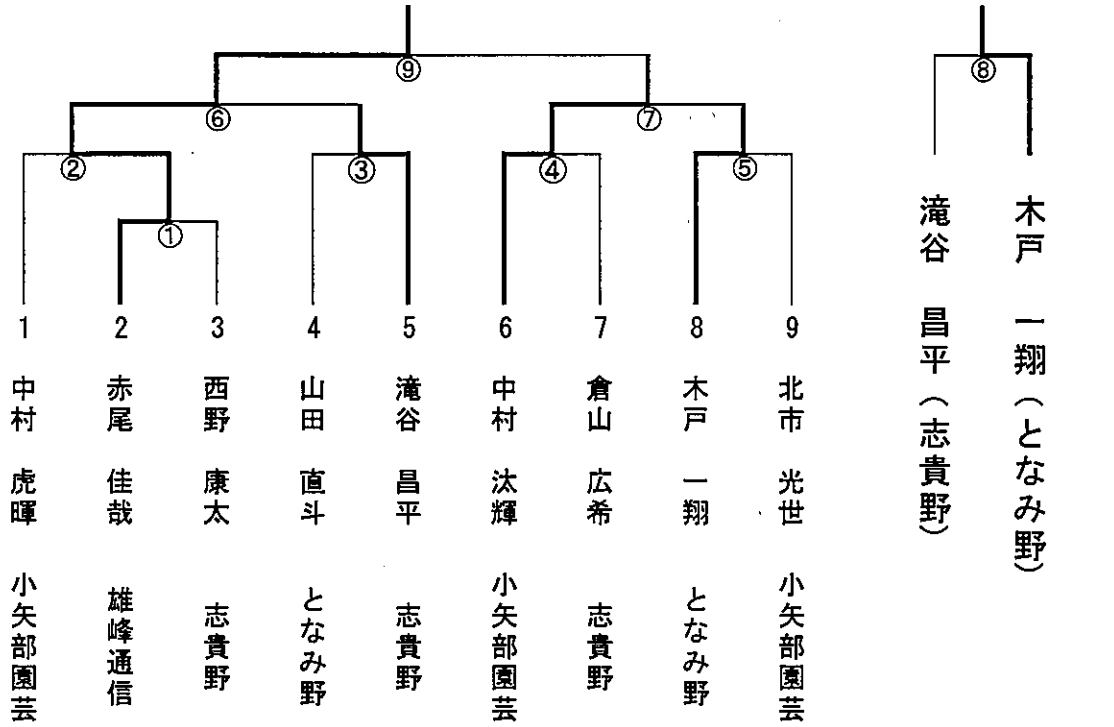 ⑨
⑧
⑥
⑦
②
③
④
⑤
①
1 中村 虎暉 小矢部園芸
2 赤尾 佳哉 雄峰通信
3 西野 康太 志貴野
4 山田 直斗 となみ野
5 滝谷 昌平 志貴野
6 中村 汰輝 小矢部園芸
7 倉山 広希 志貴野
8 木戸 一翔 となみ野
9 北市 光世 小矢部園芸
滝谷 昌平(志貴野)
木戸 一翔(となみ野)